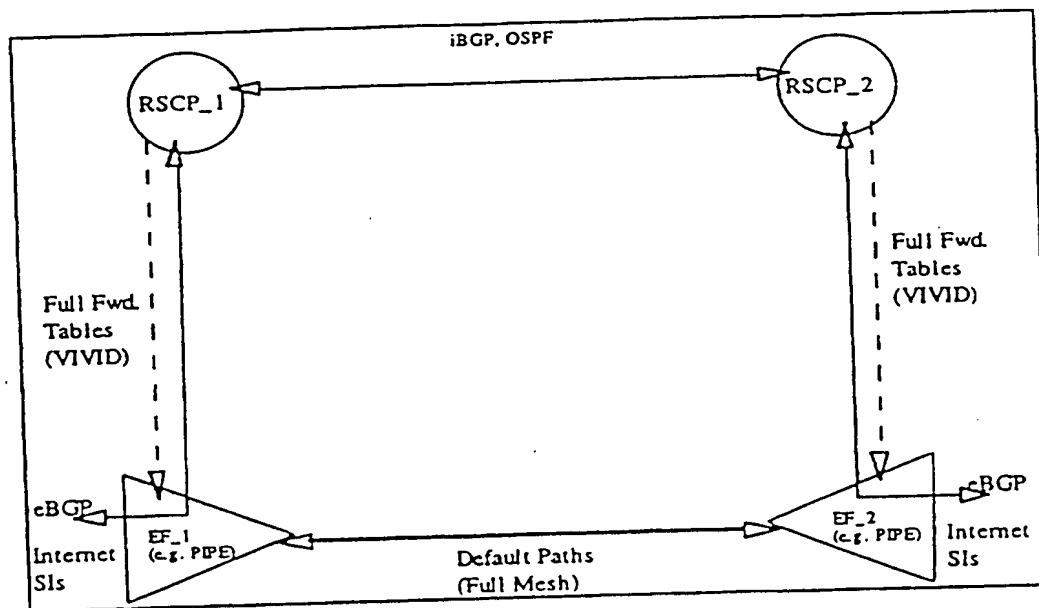 iBGP, OSPF
RSCP_1
RSCP_2
Full Fwd.
Tables
(VIVID)
Full Fwd.
Tables
(VIVID)
eBGP
EF_1
(e.g. PIPE)
Internet
SIs
Default Paths
(Full Mesh)
EF_2
(e.g. PIPE)
eBGP
Internet
SIs